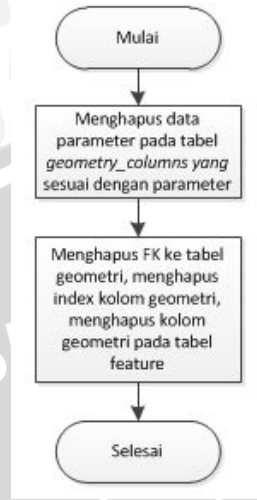 Mulai
Menghapus data
parameter pada tabel
geometry_columns yang
sesuai dengan parameter
Menghapus FK ke tabel
geometri, menghapus
index kolom geometri,
menghapus kolom
geometri pada tabel
feature
Selesai